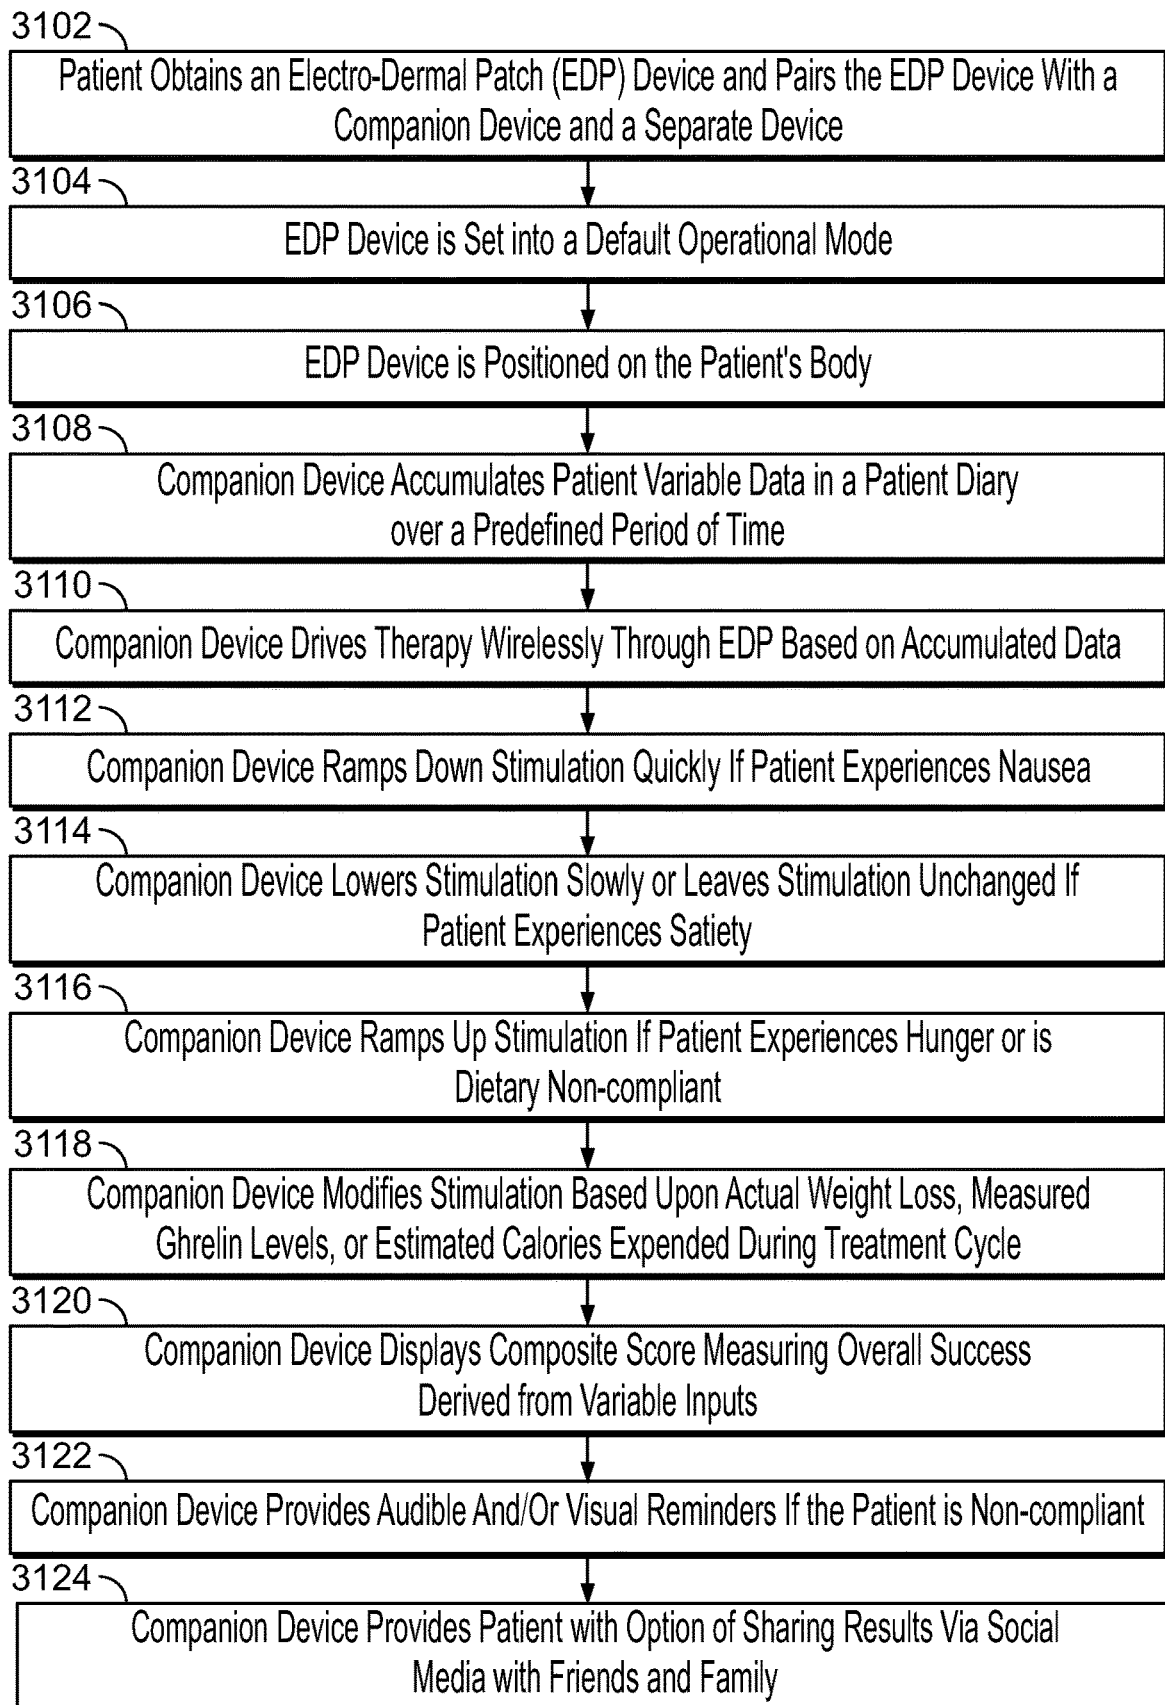 3102
Patient Obtains an Electro-Dermal Patch (EDP) Device and Pairs the EDP Device With a
Companion Device and a Separate Device
3104
EDP Device is Set into a Default Operational Mode
3106
EDP Device is Positioned on the Patient's Body
3108
Companion Device Accumulates Patient Variable Data in a Patient Diary
over a Predefined Period of Time
3110
Companion Device Drives Therapy Wirelessly Through EDP Based on Accumulated Data
3112
Companion Device Ramps Down Stimulation Quickly If Patient Experiences Nausea
3114
Companion Device Lowers Stimulation Slowly or Leaves Stimulation Unchanged If
Patient Experiences Satiety
3116
Companion Device Ramps Up Stimulation If Patient Experiences Hunger or is
Dietary Non-compliant
3118
Companion Device Modifies Stimulation Based Upon Actual Weight Loss, Measured
Ghrelin Levels, or Estimated Calories Expended During Treatment Cycle
3120
Companion Device Displays Composite Score Measuring Overall Success
Derived from Variable Inputs
3122
Companion Device Provides Audible And/Or Visual Reminders If the Patient is Non-compliant
3124
Companion Device Provides Patient with Option of Sharing Results Via Social
Media with Friends and Family